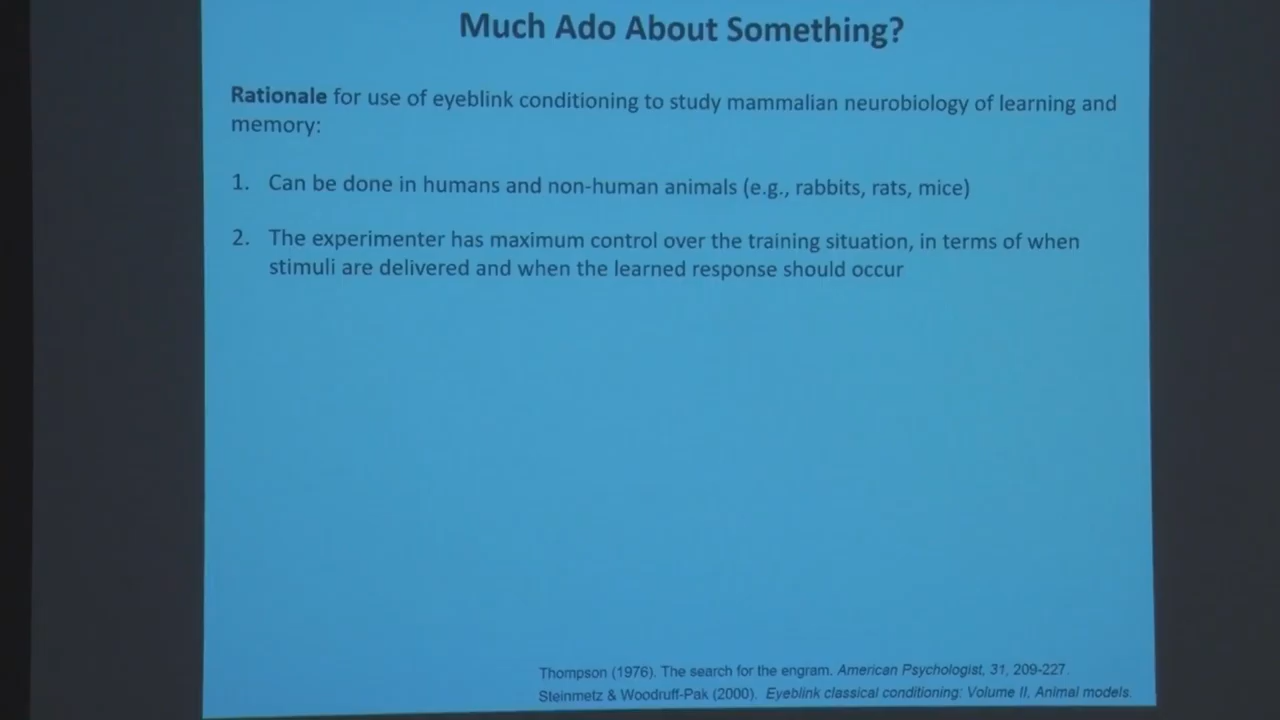 Much Ado About Something?
Rationale for use of eyeblink conditioning to study mammalian neurobiology of learning and
memory:
1. Can be done in humans and non-human animals (e.g., rabbits, rats, mice)
2. The experimenter has maximum control over the training situation, in terms of when
stimuli are delivered and when the learned response should occur
Thompson (1976). The search for the engram. American Psychologist, 31, 209-227.
Steinmetz & Woodruff-Pak (2000). Eyeblink classical conditioning: Volume II, Animal models.